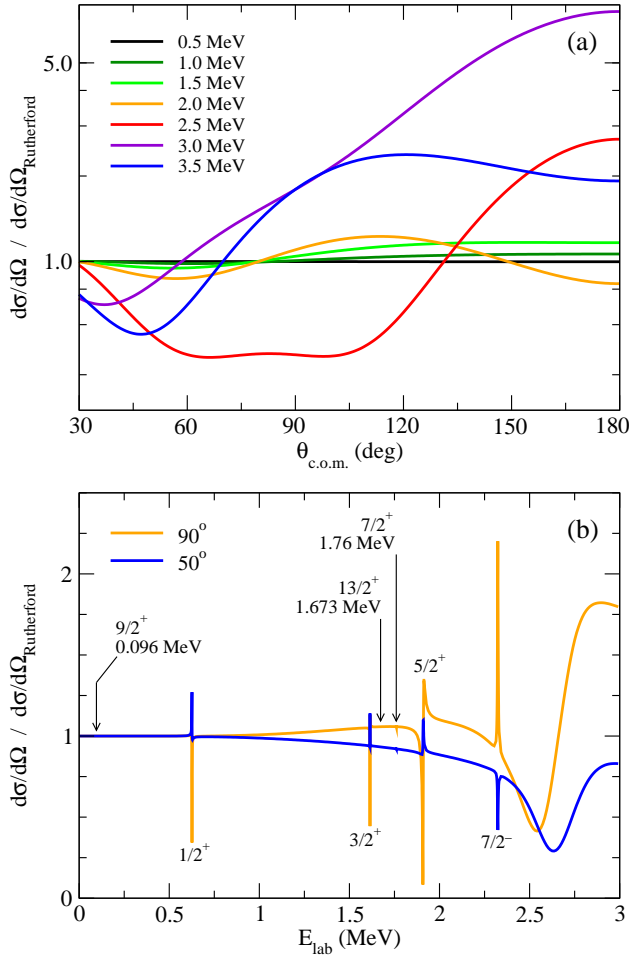 (a)
0.5 MeV
1.0 MeV
1.5 MeV
2.0 MeV
2.5 MeV
3.0 MeV
3.5 MeV
5.0
1.0
dσ/dΩ / dσ/dΩRutherford
30 60 90 120 150 180
θc.o.m. (deg)
(b)
90º
50º
7/2+
1.76 MeV
13/2+
1.673 MeV
9/2+
0.096 MeV
5/2+
1/2+
3/2+
7/2−
2
1
0
dσ/dΩ / dσ/dΩRutherford
0 0.5 1 1.5 2 2.5 3
Elab (MeV)